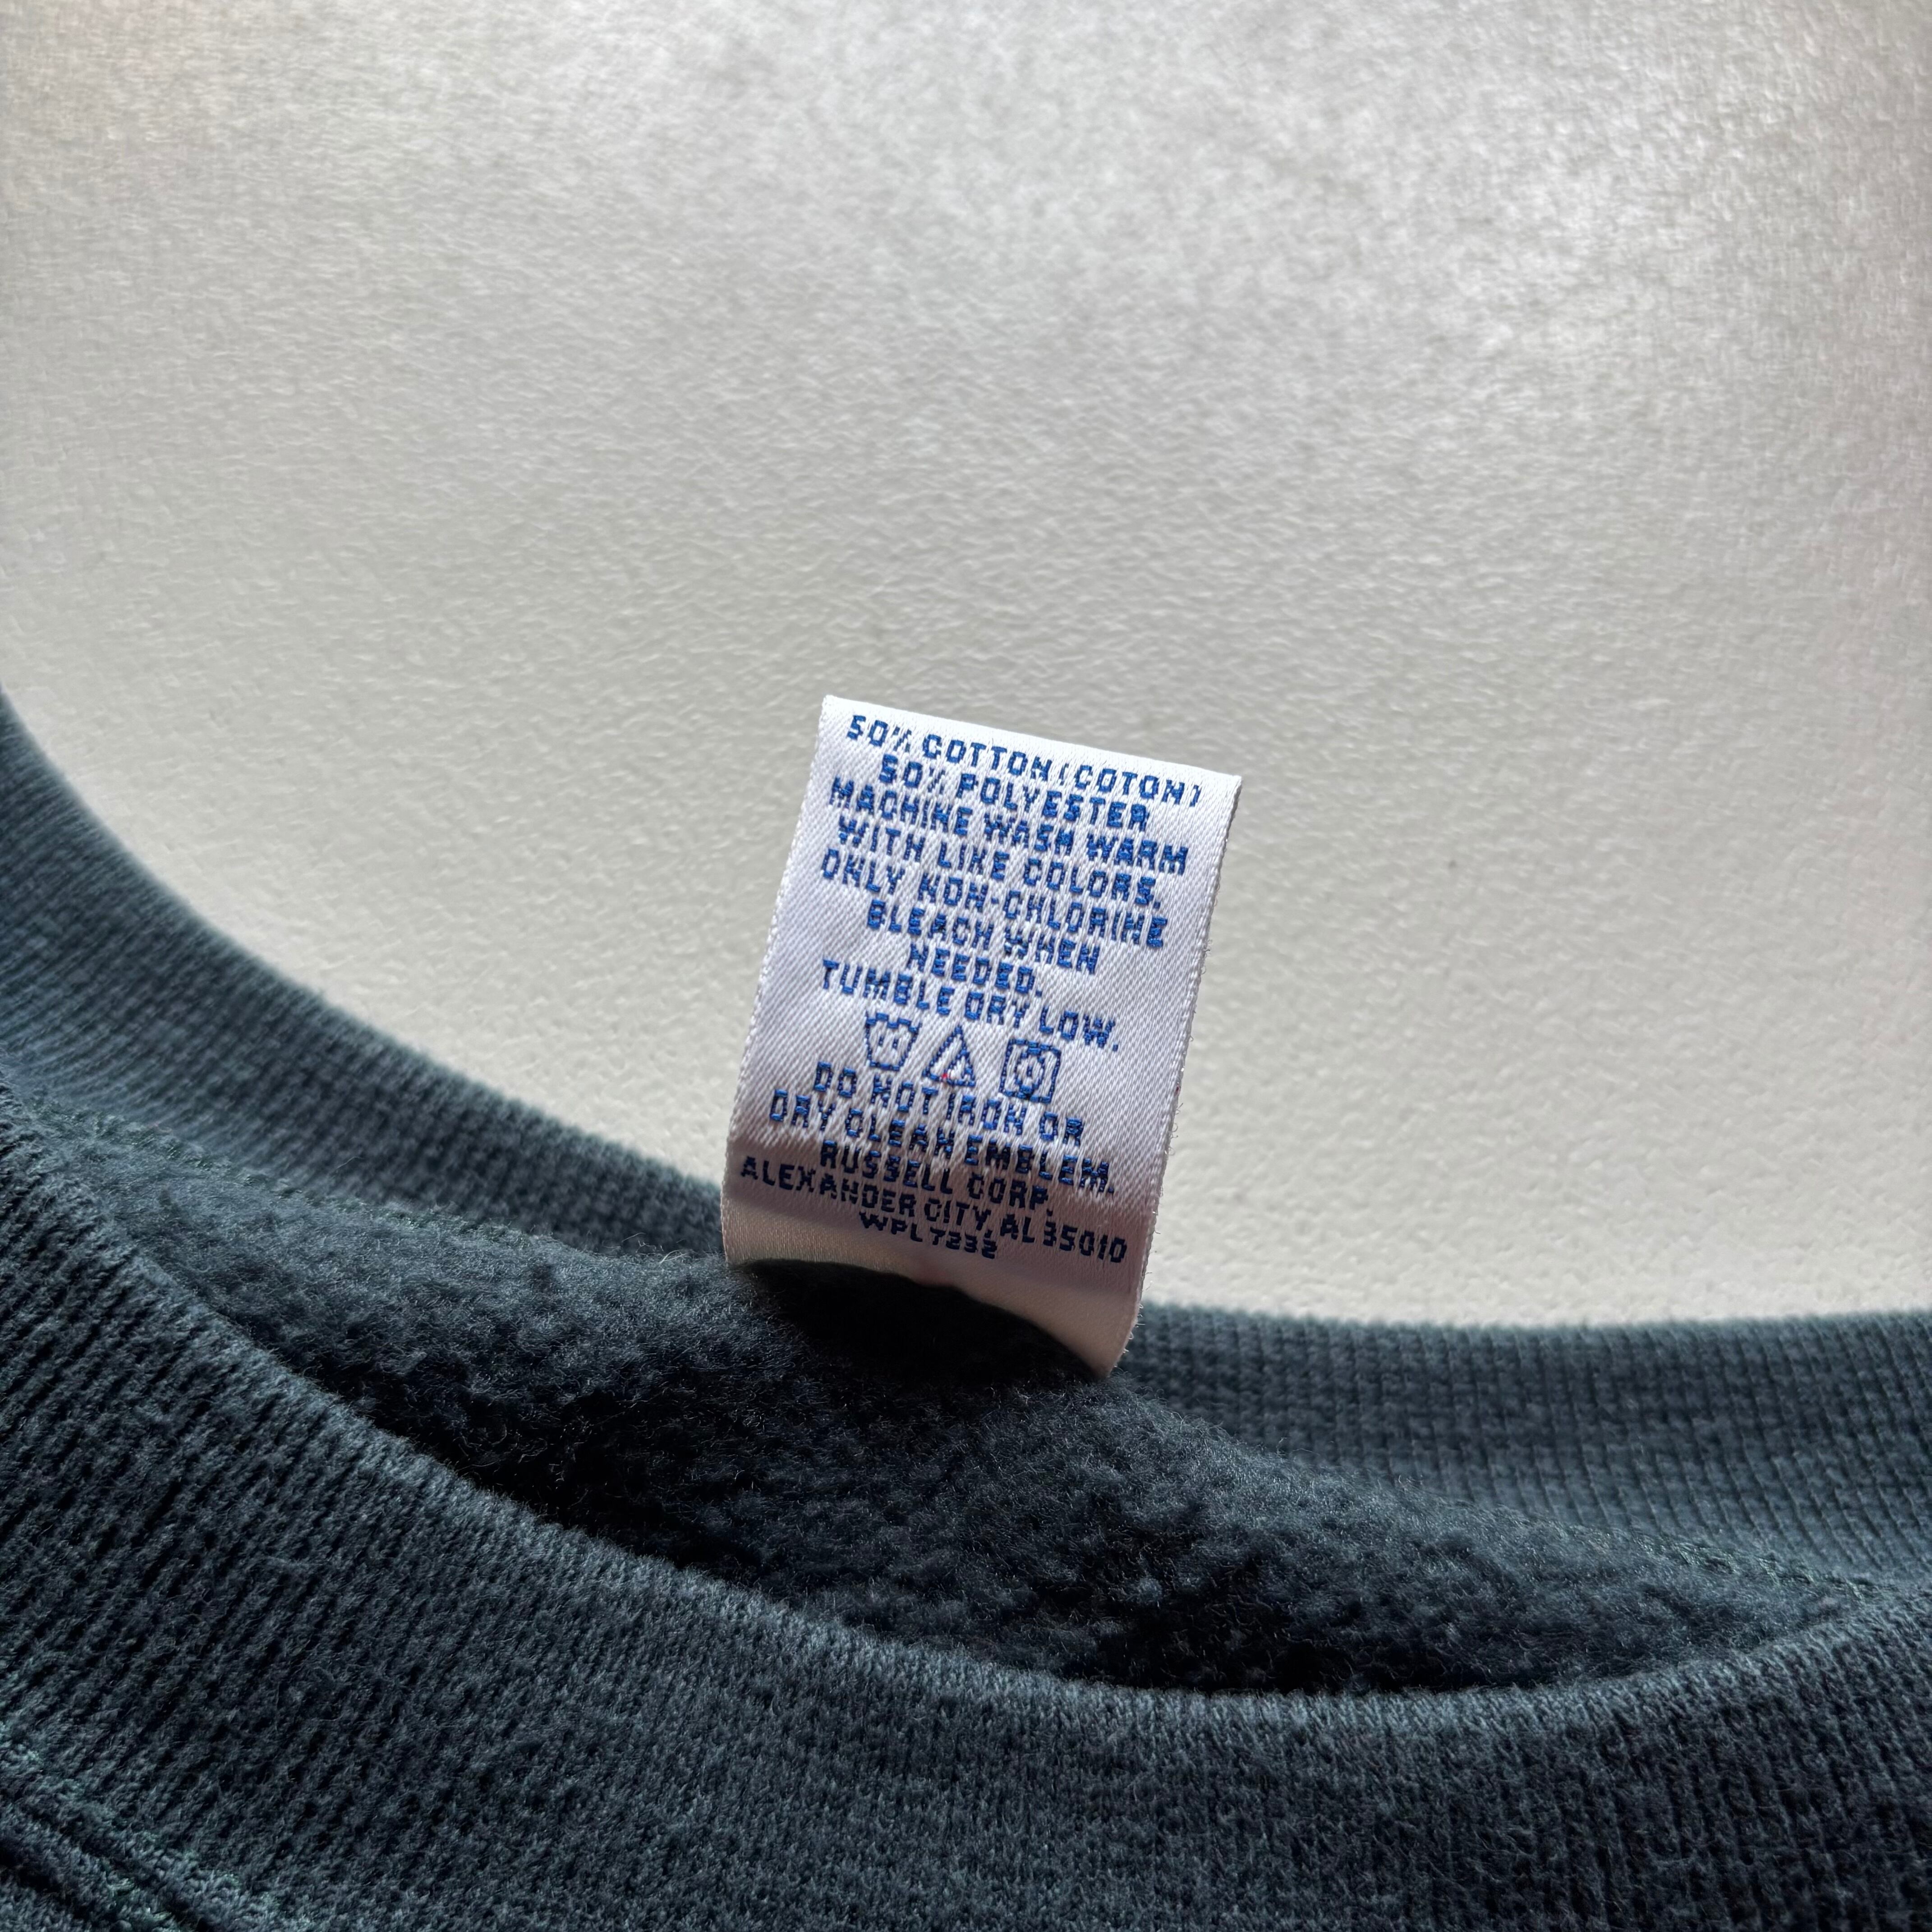 50% COTTON (COTON)
50% POLYESTER
MACHINE WASH WARM
WITH LIKE COLORS.
ONLY NON-CHLORINE
BLEACH WHEN
NEEDED.
TUMBLE DRY LOW.
DO NOT IRON OR
DRY CLEAN EMBLEM.
RUSSELL CORP.
ALEXANDER CITY, AL 35010
WPL 7232